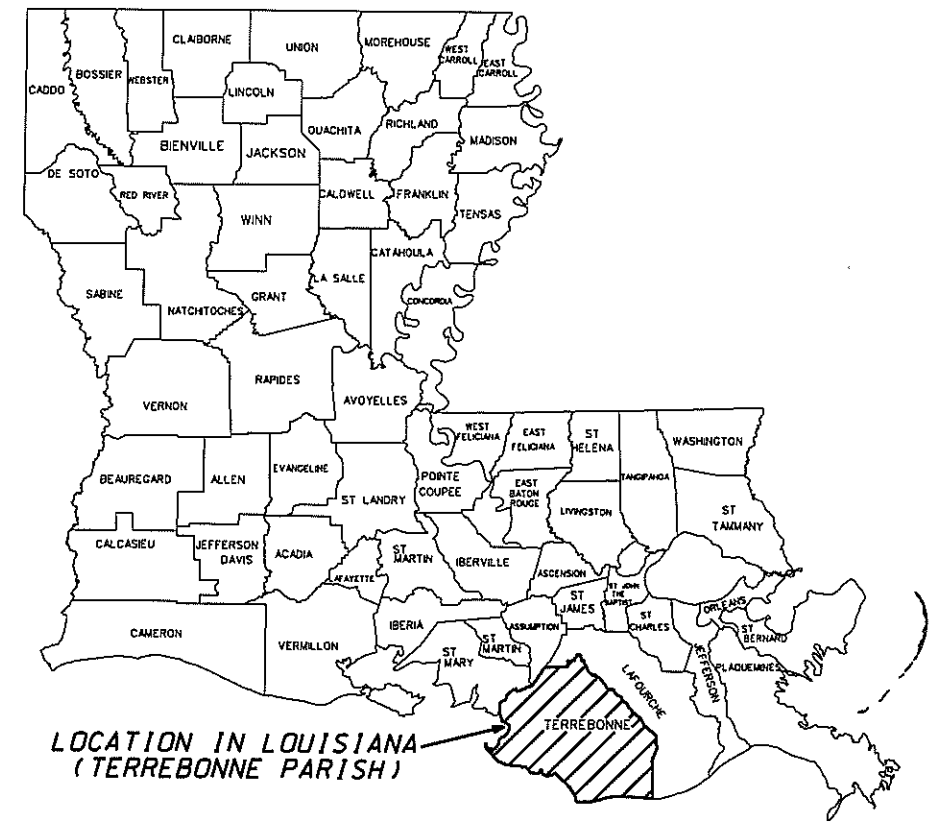 CLAIBORNE
UNION
MOREHOUSE
WEST
CARROLL
EAST
CARROLL
CADDO
BOSSIER
WEBSTER
LINCOLN
OUACHITA
RICHLAND
MADISON
BIENVILLE
JACKSON
DE SOTO
RED RIVER
CALDWELL
FRANKLIN
TENSAS
WINN
CATAHOULA
LA SALLE
SABINE
NATCHITOCHES
GRANT
CONCORDIA
RAPIDES
VERNON
AVOYELLES
WEST
FELICIANA
EAST
FELICIANA
ST
HELENA
TANGIPAHOA
WASHINGTON
BEAUREGARD
ALLEN
EVANGELINE
POINTE
COUPEE
EAST
BATON
ROUGE
ST LANDRY
LIVINGSTON
ST
TAMMANY
CALCASIEU
JEFFERSON
DAVIS
ACADIA
ST
MARTIN
IBERVILLE
LAFAYETTE
ASCENSION
ST
JAMES
ST JOHN
THE
BAPTIST
ORLEANS
CAMERON
VERMILLON
IBERIA
ASSUMPTION
ST
CHARLES
ST
BERNARD
ST
MARY
ST
MARTIN
JEFFERSON
PLAQUEMINES
LAFOURCHE
TERREBONNE
LOCATION IN LOUISIANA
(TERREBONNE PARISH)